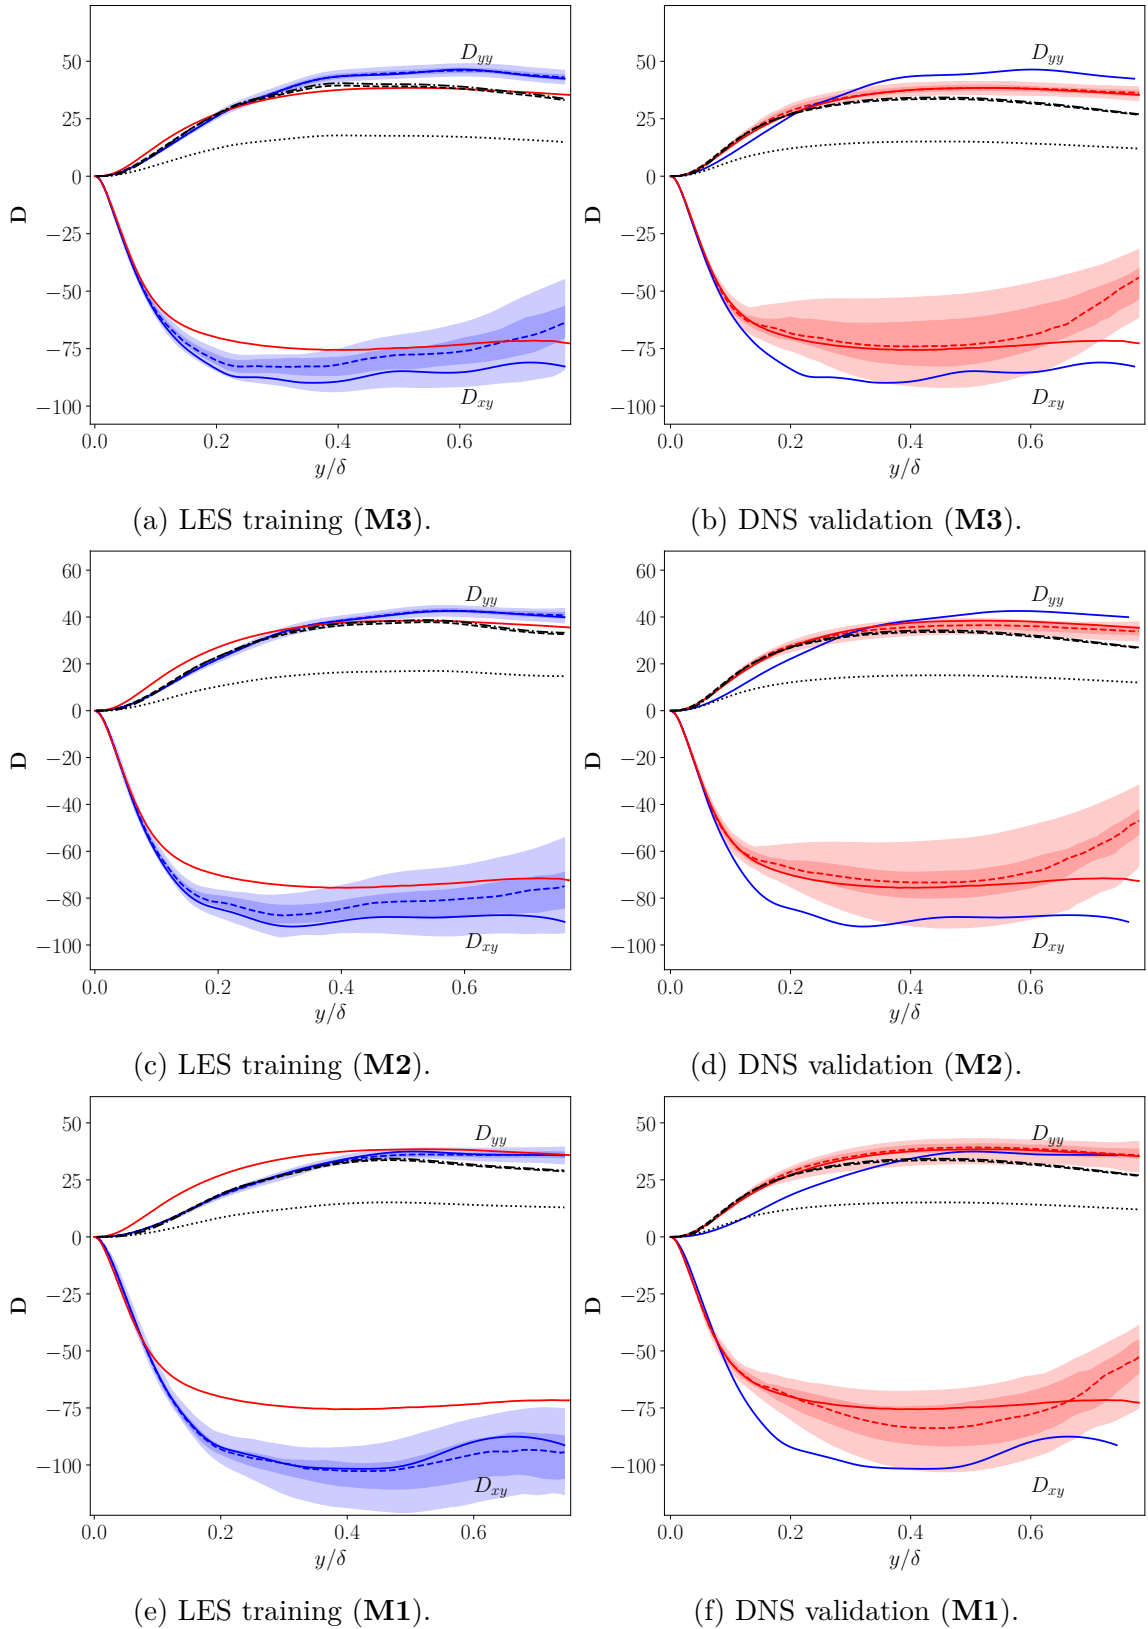 50
25
0
−25
−50
−75
−100
D
D_yy
D_xy
0.0 0.2 0.4 0.6
y/δ
50
25
0
−25
−50
−75
−100
D
D_yy
D_xy
0.0 0.2 0.4 0.6
y/δ
(a) LES training (M3).
(b) DNS validation (M3).
60
40
20
0
−20
−40
−60
−80
−100
D
D_yy
D_xy
0.0 0.2 0.4 0.6
y/δ
60
40
20
0
−20
−40
−60
−80
−100
D
D_yy
D_xy
0.0 0.2 0.4 0.6
y/δ
(c) LES training (M2).
(d) DNS validation (M2).
50
25
0
−25
−50
−75
−100
D
D_yy
D_xy
0.0 0.2 0.4 0.6
y/δ
50
25
0
−25
−50
−75
−100
D
D_yy
D_xy
0.0 0.2 0.4 0.6
y/δ
(e) LES training (M1).
(f) DNS validation (M1).